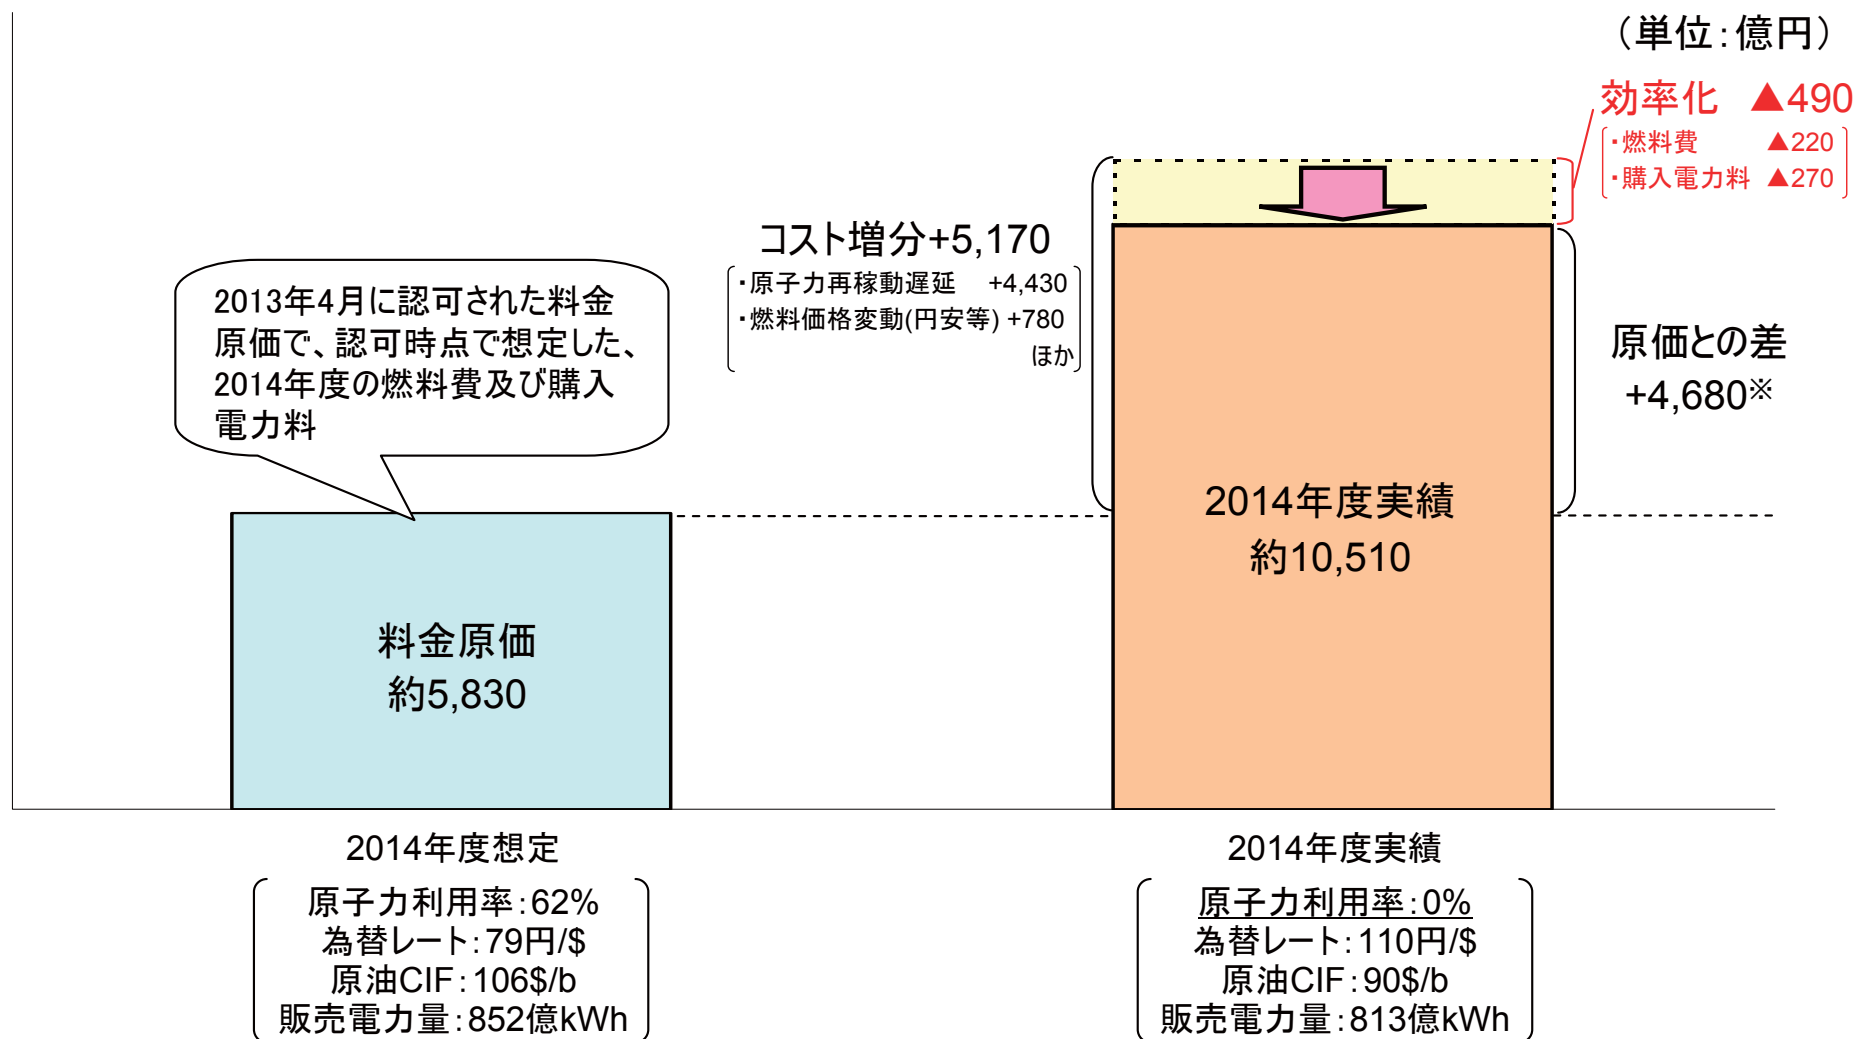 (単位:億円)
効率化 ▲490
・燃料費 ▲220
・購入電力料 ▲270
コスト増分+5,170
・原子力再稼動遅延 +4,430
・燃料価格変動(円安等) +780
ほか
2013年4月に認可された料金
原価で、認可時点で想定した、
2014年度の燃料費及び購入
電力料
原価との差
+4,680※
料金原価
約5,830
2014年度実績
約10,510
2014年度想定
原子力利用率:62%
為替レート:79円/$
原油CIF:106$/b
販売電力量:852億kWh
2014年度実績
原子力利用率:0%
為替レート:110円/$
原油CIF:90$/b
販売電力量:813億kWh